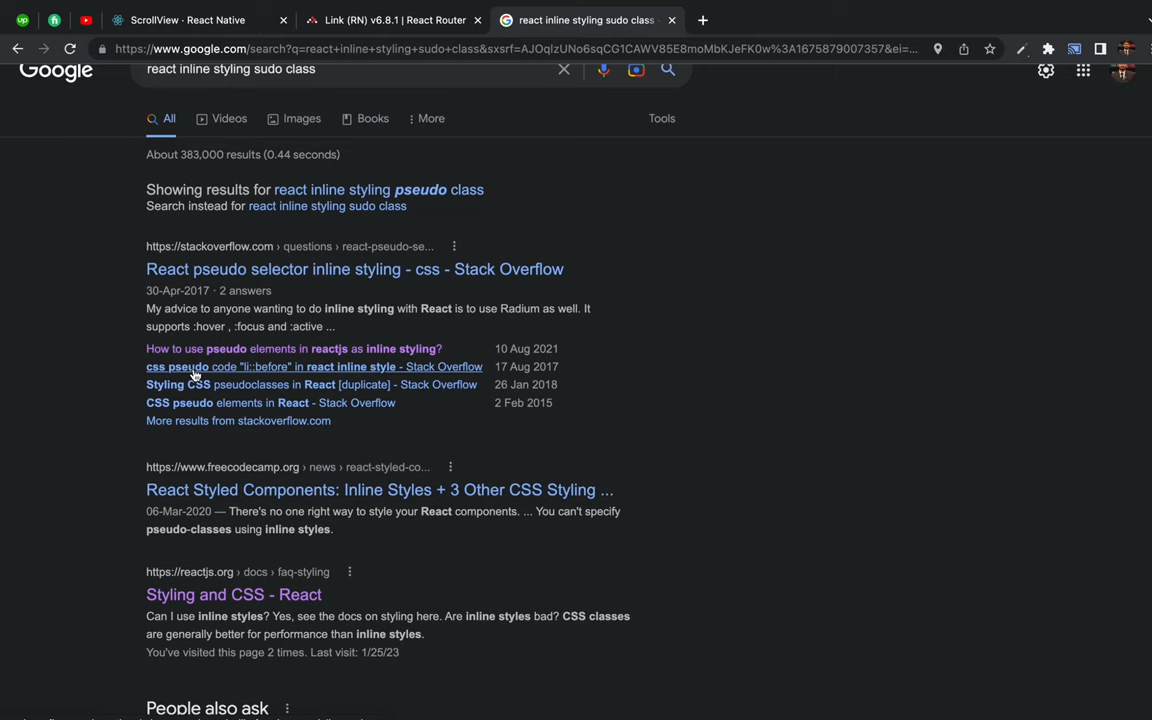 ScrollView - React Native
Link (RN) v6.8.1 | React Router
react inline styling sudo class -
https://www.google.com/search?q=react+inline+styling+sudo+class&sxsrf=AJOqlzUNo6sqCG1CAWV85E8moMbKJeFK0w%3A1675879007357&ei=...
Google
react inline styling sudo class
All
Videos
Images
Books
More
Tools
About 383,000 results (0.44 seconds)
Showing results for react inline styling pseudo class
Search instead for react inline styling sudo class
https://stackoverflow.com › questions › react-pseudo-se...
React pseudo selector inline styling - css - Stack Overflow
30-Apr-2017 · 2 answers
My advice to anyone wanting to do inline styling with React is to use Radium as well. It
supports :hover , :focus and :active ...
How to use pseudo elements in reactjs as inline styling? 10 Aug 2021
css pseudo code "li::before" in react inline style - Stack Overflow 17 Aug 2017
Styling CSS pseudoclasses in React [duplicate] - Stack Overflow 26 Jan 2018
CSS pseudo elements in React - Stack Overflow 2 Feb 2015
More results from stackoverflow.com
https://www.freecodecamp.org › news › react-styled-co...
React Styled Components: Inline Styles + 3 Other CSS Styling ...
06-Mar-2020 — There's no one right way to style your React components. ... You can't specify
pseudo-classes using inline styles.
https://reactjs.org › docs › faq-styling
Styling and CSS - React
Can I use inline styles? Yes, see the docs on styling here. Are inline styles bad? CSS classes
are generally better for performance than inline styles.
You've visited this page 2 times. Last visit: 1/25/23
People also ask